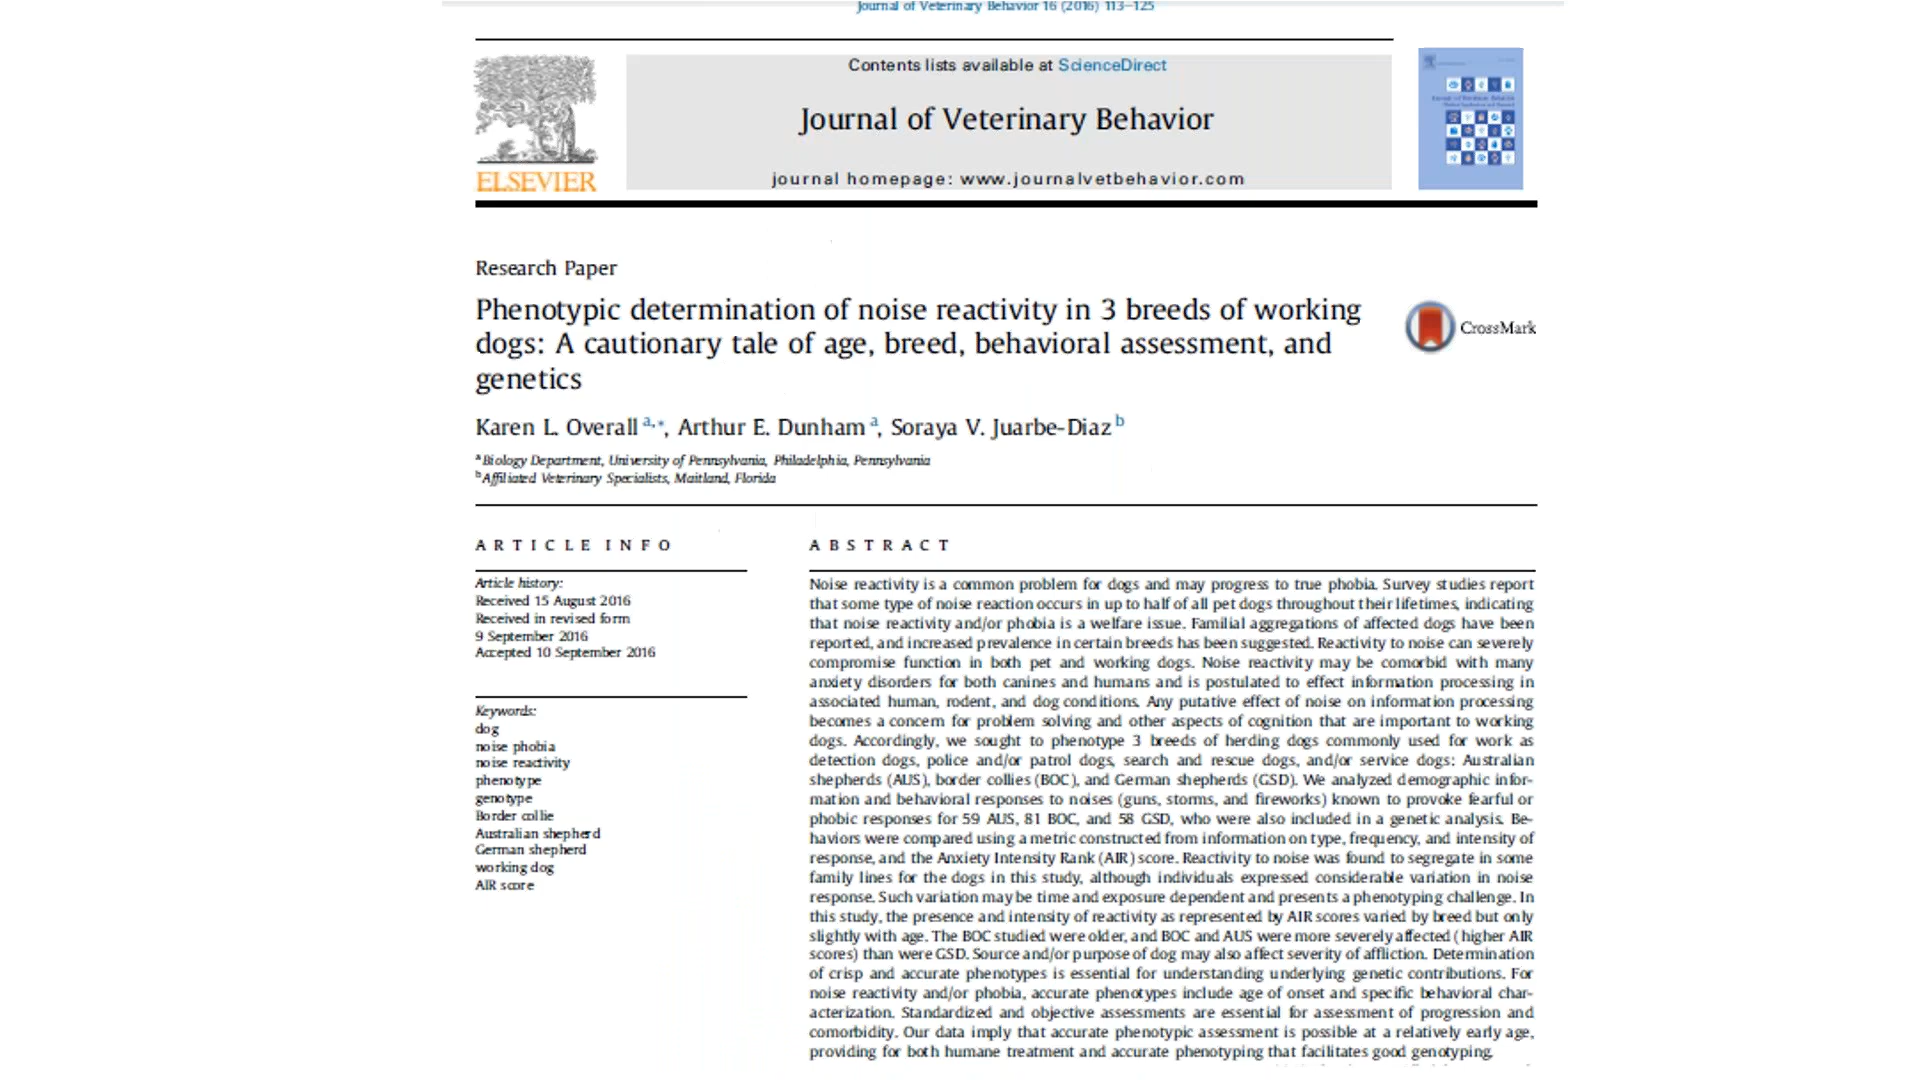 Journal of Veterinary Behavior 16 (2016) 113–125
Contents lists available at ScienceDirect
Journal of Veterinary Behavior
journal homepage: www.journalvetbehavior.com
ELSEVIER
Research Paper
Phenotypic determination of noise reactivity in 3 breeds of working
dogs: A cautionary tale of age, breed, behavioral assessment, and
genetics
CrossMark
Karen L. Overall a,*, Arthur E. Dunham a, Soraya V. Juarbe-Diaz b
a Biology Department, University of Pennsylvania, Philadelphia, Pennsylvania
b Affiliated Veterinary Specialists, Maitland, Florida
ARTICLE INFO
Article history:
Received 15 August 2016
Received in revised form
9 September 2016
Accepted 10 September 2016
Keywords:
dog
noise phobia
noise reactivity
phenotype
genotype
Border collie
Australian shepherd
German shepherd
working dog
AIR score
ABSTRACT
Noise reactivity is a common problem for dogs and may progress to true phobia. Survey studies report
that some type of noise reaction occurs in up to half of all pet dogs throughout their lifetimes, indicating
that noise reactivity and/or phobia is a welfare issue. Familial aggregations of affected dogs have been
reported, and increased prevalence in certain breeds has been suggested. Reactivity to noise can severely
compromise function in both pet and working dogs. Noise reactivity may be comorbid with many
anxiety disorders for both canines and humans and is postulated to effect information processing in
associated human, rodent, and dog conditions. Any putative effect of noise on information processing
becomes a concern for problem solving and other aspects of cognition that are important to working
dogs. Accordingly, we sought to phenotype 3 breeds of herding dogs commonly used for work as
detection dogs, police and/or patrol dogs, search and rescue dogs, and/or service dogs: Australian
shepherds (AUS), border collies (BOC), and German shepherds (GSD). We analyzed demographic infor-
mation and behavioral responses to noises (guns, storms, and fireworks) known to provoke fearful or
phobic responses for 59 AUS, 81 BOC, and 58 GSD, who were also included in a genetic analysis. Be-
haviors were compared using a metric constructed from information on type, frequency, and intensity of
response, and the Anxiety Intensity Rank (AIR) score. Reactivity to noise was found to segregate in some
family lines for the dogs in this study, although individuals expressed considerable variation in noise
response. Such variation may be time and exposure dependent and presents a phenotyping challenge. In
this study, the presence and intensity of reactivity as represented by AIR scores varied by breed but only
slightly with age. The BOC studied were older, and BOC and AUS were more severely affected (higher AIR
scores) than were GSD. Source and/or purpose of dog may also affect severity of affliction. Determination
of crisp and accurate phenotypes is essential for understanding underlying genetic contributions. For
noise reactivity and/or phobia, accurate phenotypes include age of onset and specific behavioral char-
acterization. Standardized and objective assessments are essential for assessment of progression and
comorbidity. Our data imply that accurate phenotypic assessment is possible at a relatively early age,
providing for both humane treatment and accurate phenotyping that facilitates good genotyping.